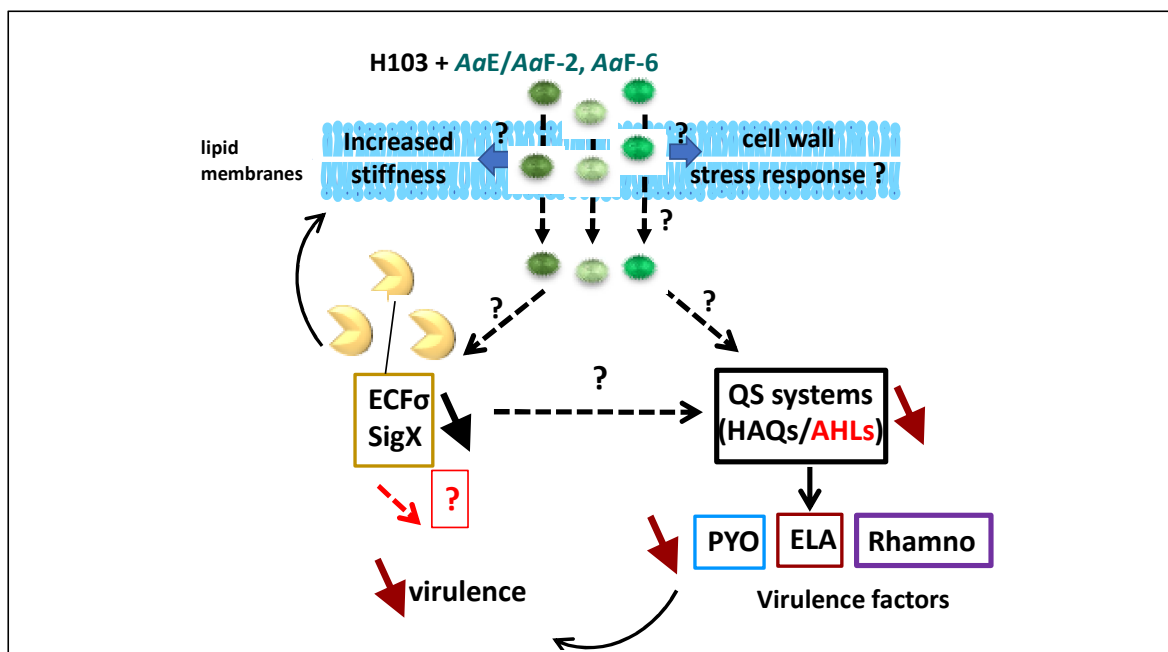 H103 + AaE/AaF-2, AaF-6
lipid
membranes
Increased
stiffness
?
?
cell wall
stress response ?
?
?
?
?
ECFσ
SigX
?
QS systems
(HAQs/AHLs)
PYO
ELA
Rhamno
virulence
Virulence factors